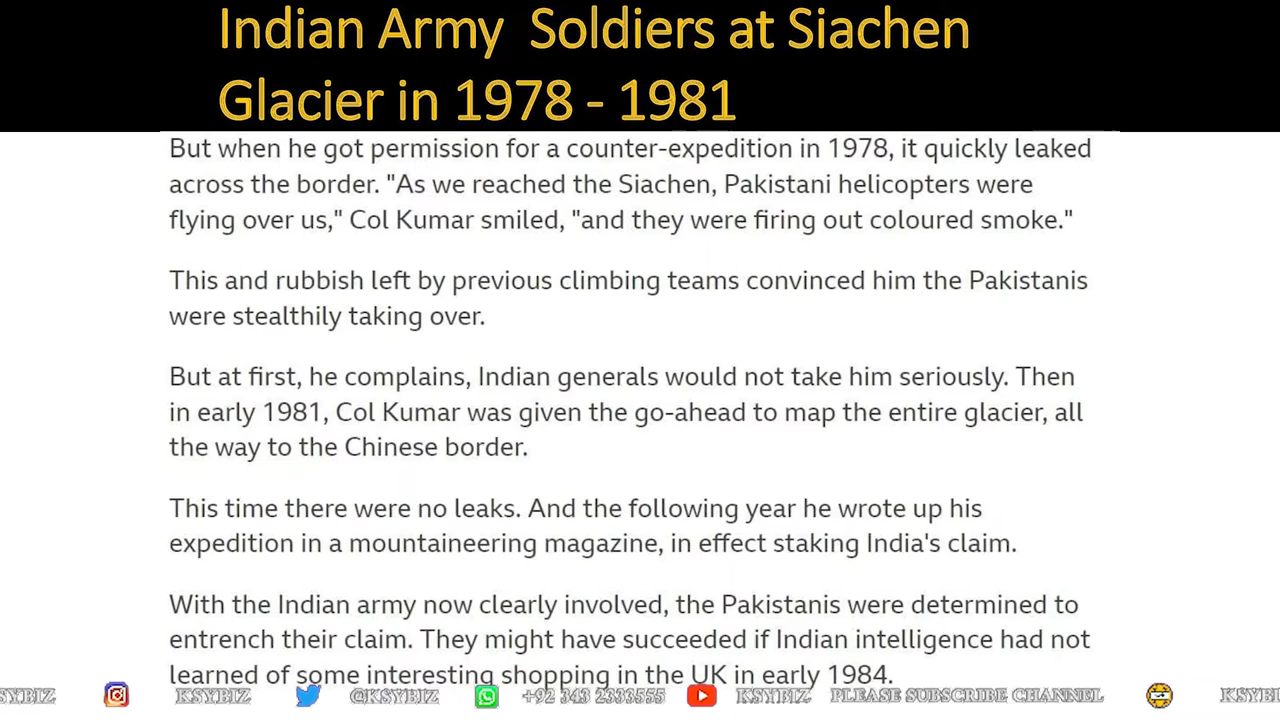 Indian Army  Soldiers at Siachen
Glacier in 1978 - 1981
But when he got permission for a counter-expedition in 1978, it quickly leaked
across the border. "As we reached the Siachen, Pakistani helicopters were
flying over us," Col Kumar smiled, "and they were firing out coloured smoke."
This and rubbish left by previous climbing teams convinced him the Pakistanis
were stealthily taking over.
But at first, he complains, Indian generals would not take him seriously. Then
in early 1981, Col Kumar was given the go-ahead to map the entire glacier, all
the way to the Chinese border.
This time there were no leaks. And the following year he wrote up his
expedition in a mountaineering magazine, in effect staking India's claim.
With the Indian army now clearly involved, the Pakistanis were determined to
entrench their claim. They might have succeeded if Indian intelligence had not
learned of some interesting shopping in the UK in early 1984.
SYBIZ KSYBIZ @KSYBIZ +92 343 2333555 KSYBIZ PLEASE SUBSCRIBE CHANNEL KSYBI